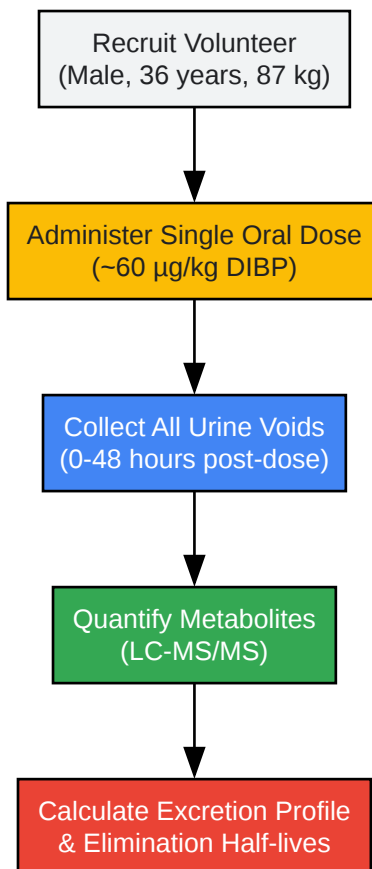 Recruit Volunteer
(Male, 36 years, 87 kg)
Administer Single Oral Dose
(~60 µg/kg DIBP)
Collect All Urine Voids
(0-48 hours post-dose)
Quantify Metabolites
(LC-MS/MS)
Calculate Excretion Profile
& Elimination Half-lives